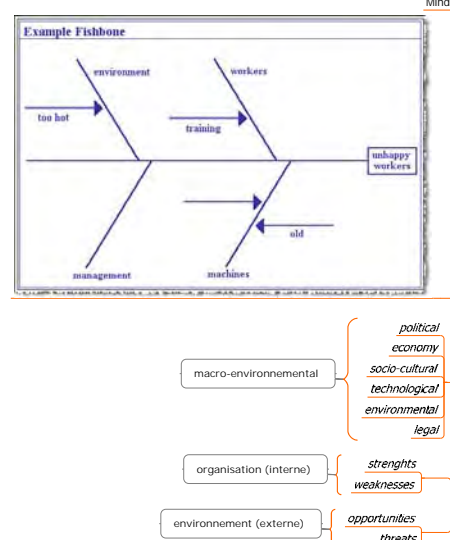 Mind
Example Fishbone
environment
workers
too hot
training
unhappy
workers
old
management
machines
political
economy
macro-environnemental
socio-cultural
technological
environmental
legal
strenghts
organisation (interne)
weaknesses
opportunities
environnement (externe)
threats